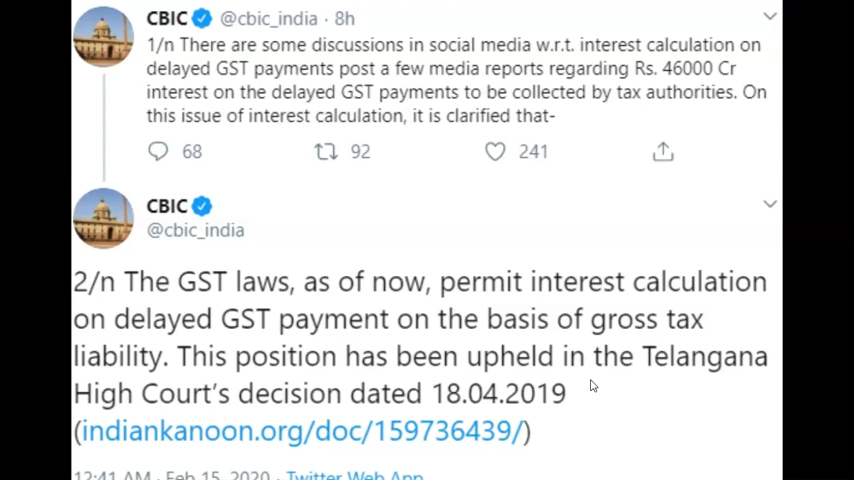 CBIC @cbic_india · 8h
1/n There are some discussions in social media w.r.t. interest calculation on
delayed GST payments post a few media reports regarding Rs. 46000 Cr
interest on the delayed GST payments to be collected by tax authorities. On
this issue of interest calculation, it is clarified that-
68 92 241
CBIC
@cbic_india
2/n The GST laws, as of now, permit interest calculation
on delayed GST payment on the basis of gross tax
liability. This position has been upheld in the Telangana
High Court's decision dated 18.04.2019
(indiankanoon.org/doc/159736439/)
12:41 AM · Feb 15, 2020 · Twitter Web App